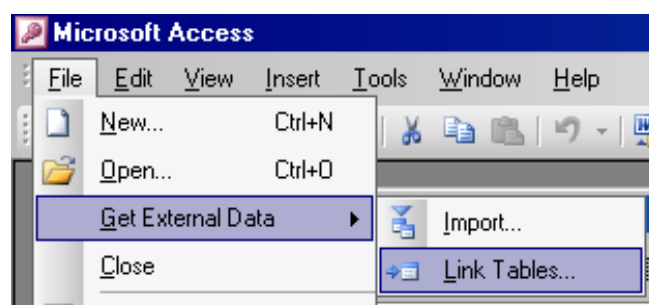 Microsoft Access
File Edit View Insert Tools Window Help
New... Ctrl+N
Open... Ctrl+O
Get External Data
Import...
Close
Link Tables...